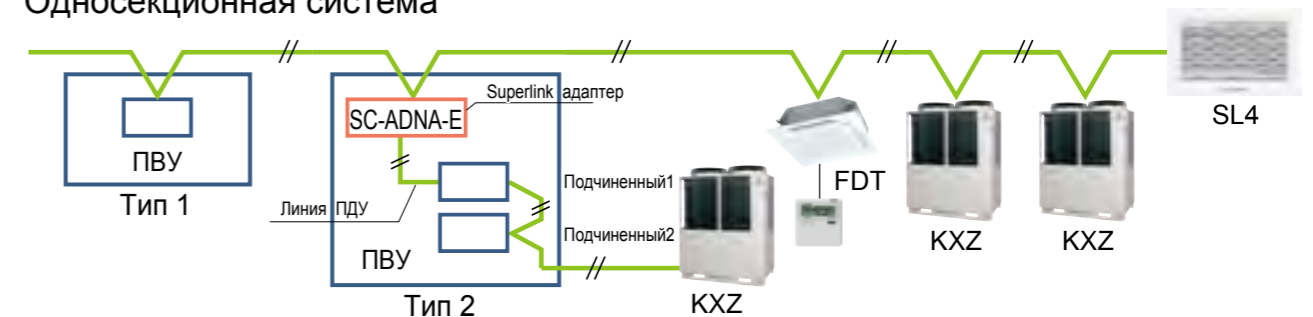 Односекционная система
Superlink адаптер
SC-ADNA-E
SL4
ПВУ
Подчиненный1
FDT
Тип 1
Линия ПДУ
Подчиненный2
KXZ
KXZ
ПВУ
Тип 2
KXZ